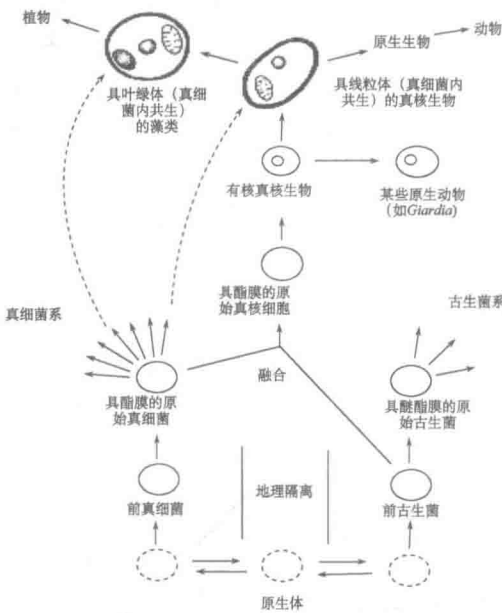 植物
动物
原生生物
具叶绿体（真细
菌内共生）
的藻类
具线粒体（真细菌内
共生）的真核生物
有核真核生物
某些原生动物
（如Giardia）
具酯膜的原
始真核细胞
真细菌系
古生菌系
融合
具酯膜的原
始真细菌
具醚酯膜的原
始古生菌
地理隔离
前真细菌
前古生菌
原生体